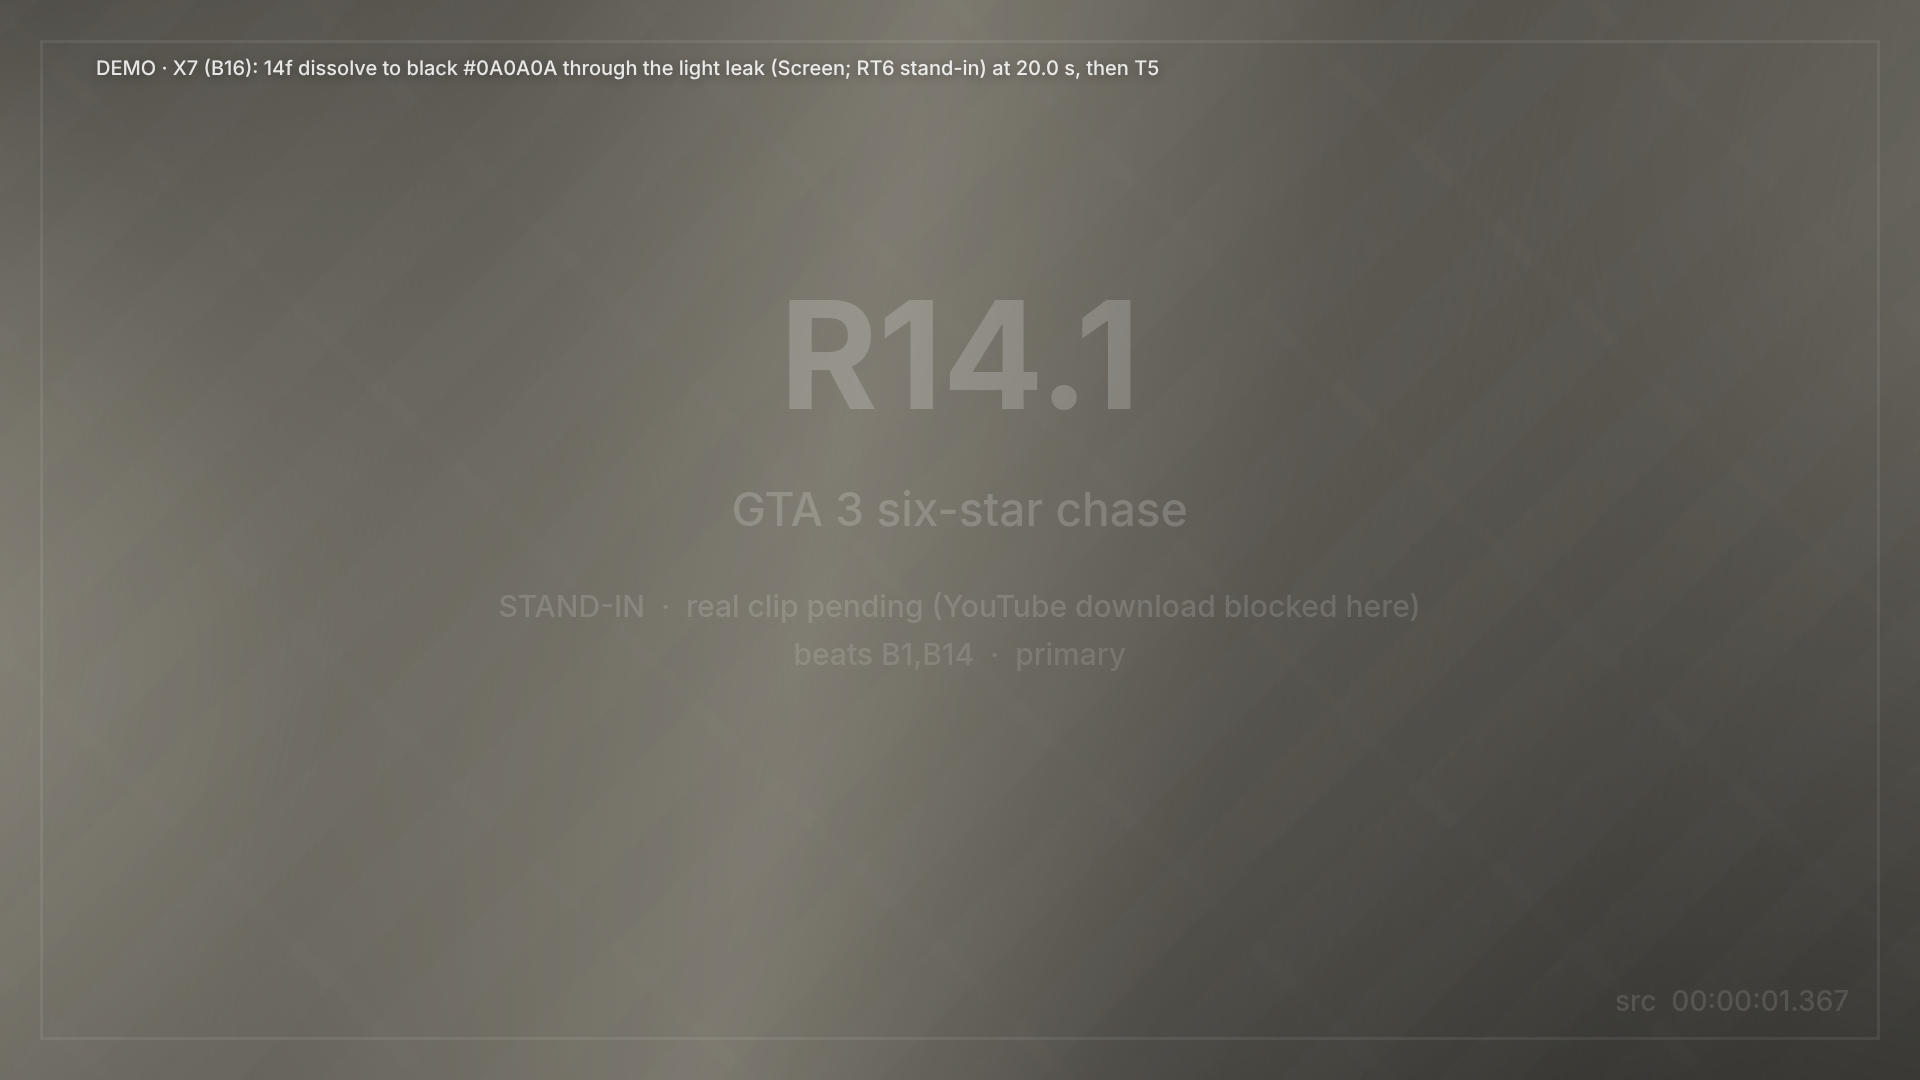 DEMO · X7 (B16): 14f dissolve to black #0A0A0A through the light leak (Screen; RT6 stand-in) at 20.0 s, then T5
R14.1
GTA 3 six-star chase
STAND-IN · real clip pending (YouTube download blocked here)
beats B1,B14 · primary
src 00:00:01.367